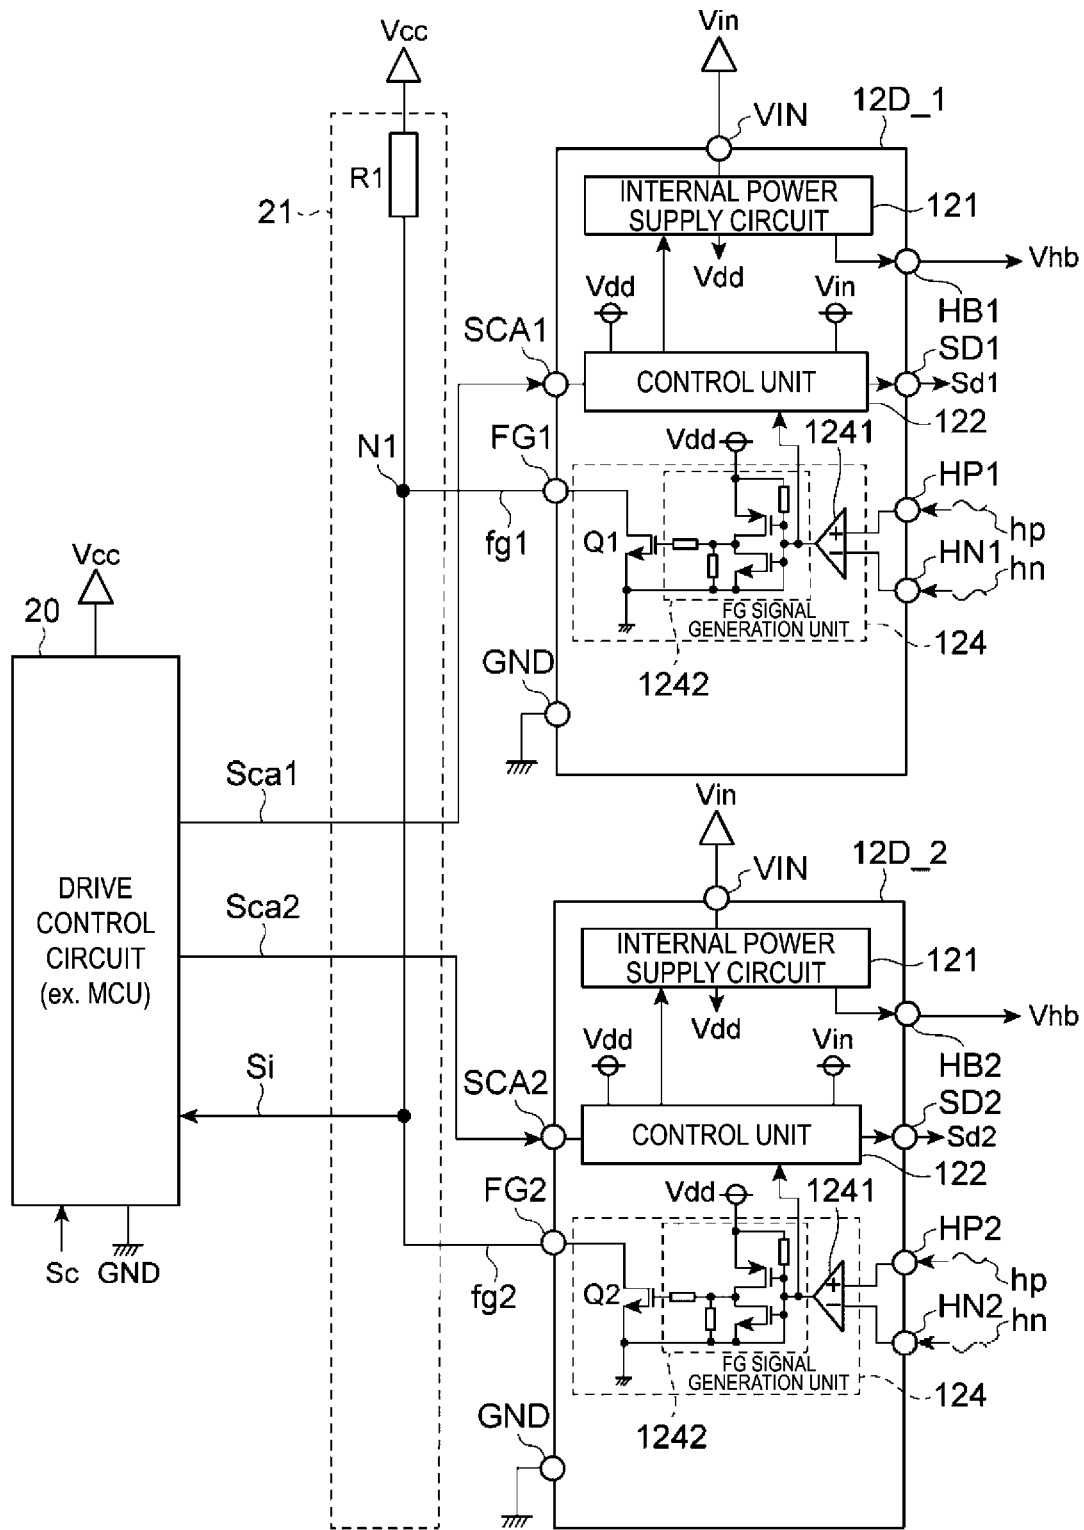 Vin
Vcc
VIN
12D_1
R1
INTERNAL POWER
SUPPLY CIRCUIT
121
21
Vdd
Vhb
Vdd
Vin
HB1
SCA1
SD1
CONTROL UNIT
Sd1
122
FG1
Vdd
1241
N1
HP1
fg1
Q1
hp
HN1
hn
Vcc
FG SIGNAL
GENERATION UNIT
20
124
GND
1242
Sca1
Vin
12D_2
VIN
DRIVE
CONTROL
CIRCUIT
(ex. MCU)
Sca2
INTERNAL POWER
SUPPLY CIRCUIT
121
Vdd
Vhb
Vdd
Vin
Si
HB2
SCA2
SD2
CONTROL UNIT
Sd2
122
FG2
Vdd
1241
HP2
Sc
GND
fg2
Q2
hp
HN2
hn
FG SIGNAL
GENERATION UNIT
124
GND
1242